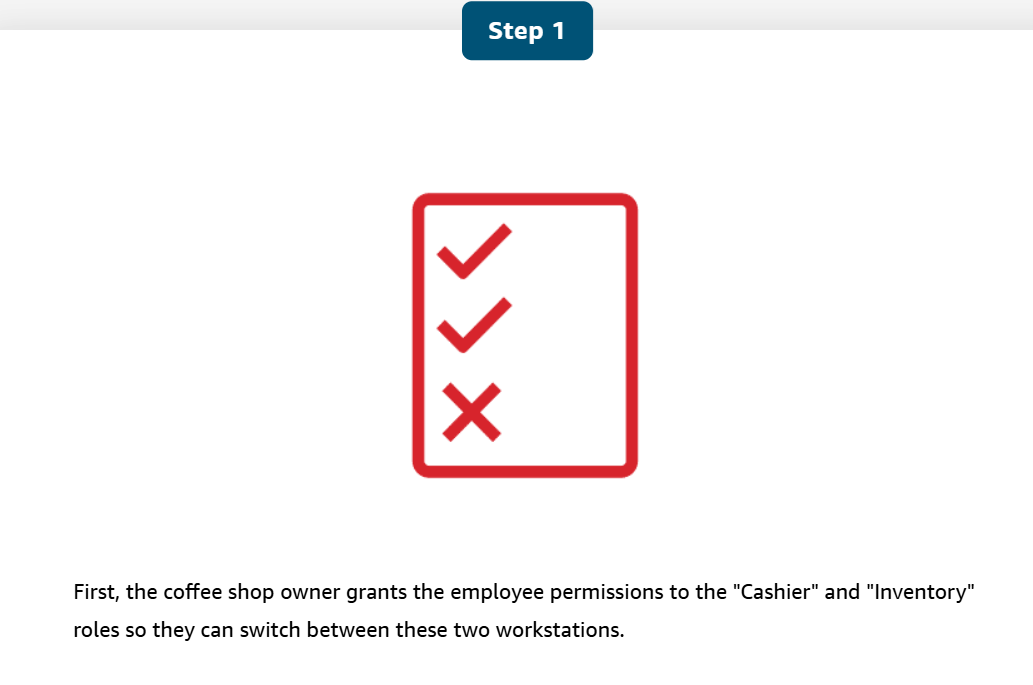 Step 1
First, the coffee shop owner grants the employee permissions to the "Cashier" and "Inventory"
roles so they can switch between these two workstations.